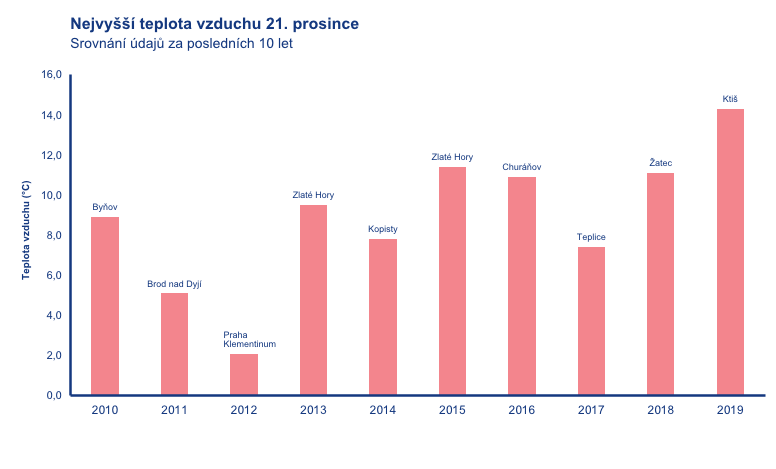 Nejvyšší teplota vzduchu 21. prosince
Srovnání údajů za posledních 10 let
Teplota vzduchu (°C)
16,0
14,0
12,0
10,0
8,0
6,0
4,0
2,0
0,0
Byňov
Brod nad Dyjí
Praha
Klementinum
Zlaté Hory
Kopisty
Zlaté Hory
Churáňov
Teplice
Žatec
Ktiš
2010
2011
2012
2013
2014
2015
2016
2017
2018
2019